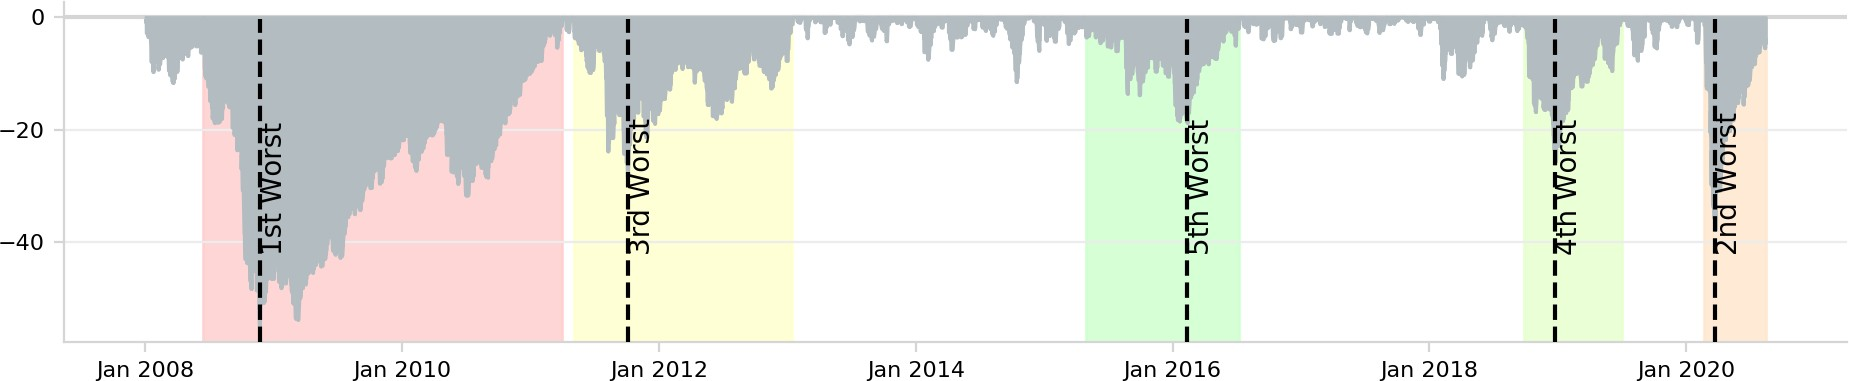 0
−20
−40
1st Worst
3rd Worst
5th Worst
4th Worst
2nd Worst
Jan 2008
Jan 2010
Jan 2012
Jan 2014
Jan 2016
Jan 2018
Jan 2020